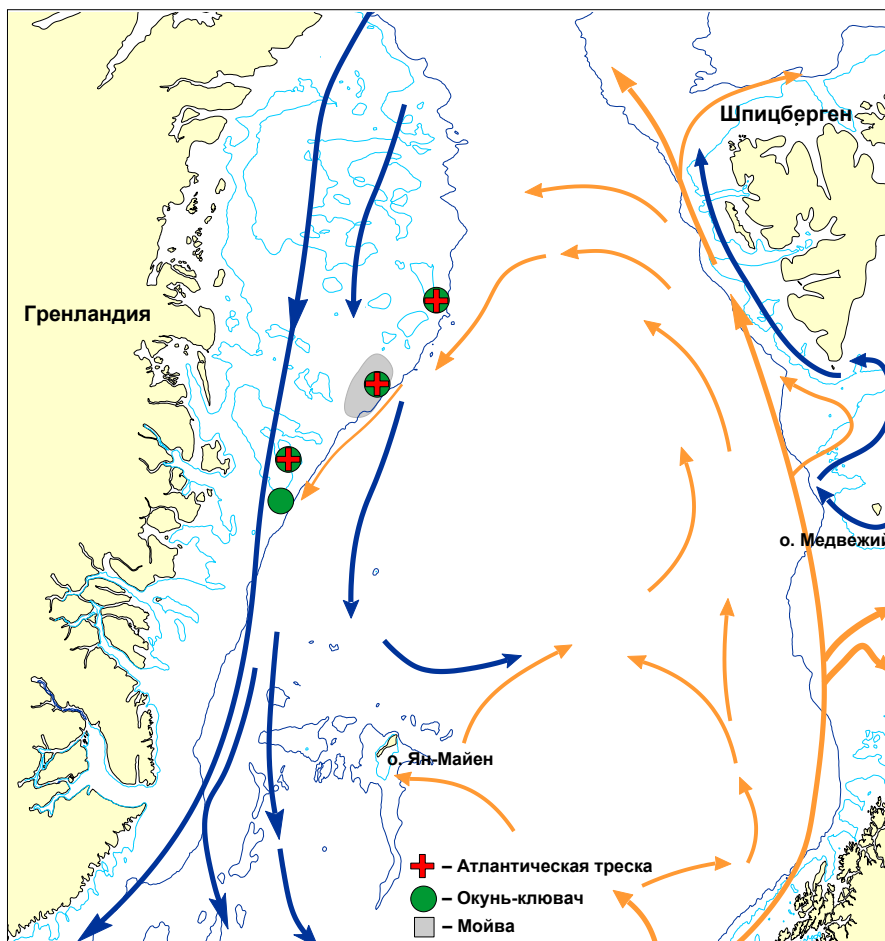 Шпицберген
Гренландия
о. Медвежий
о. Ян-Майен
– Атлантическая треска
– Окунь-клювач
– Мойва